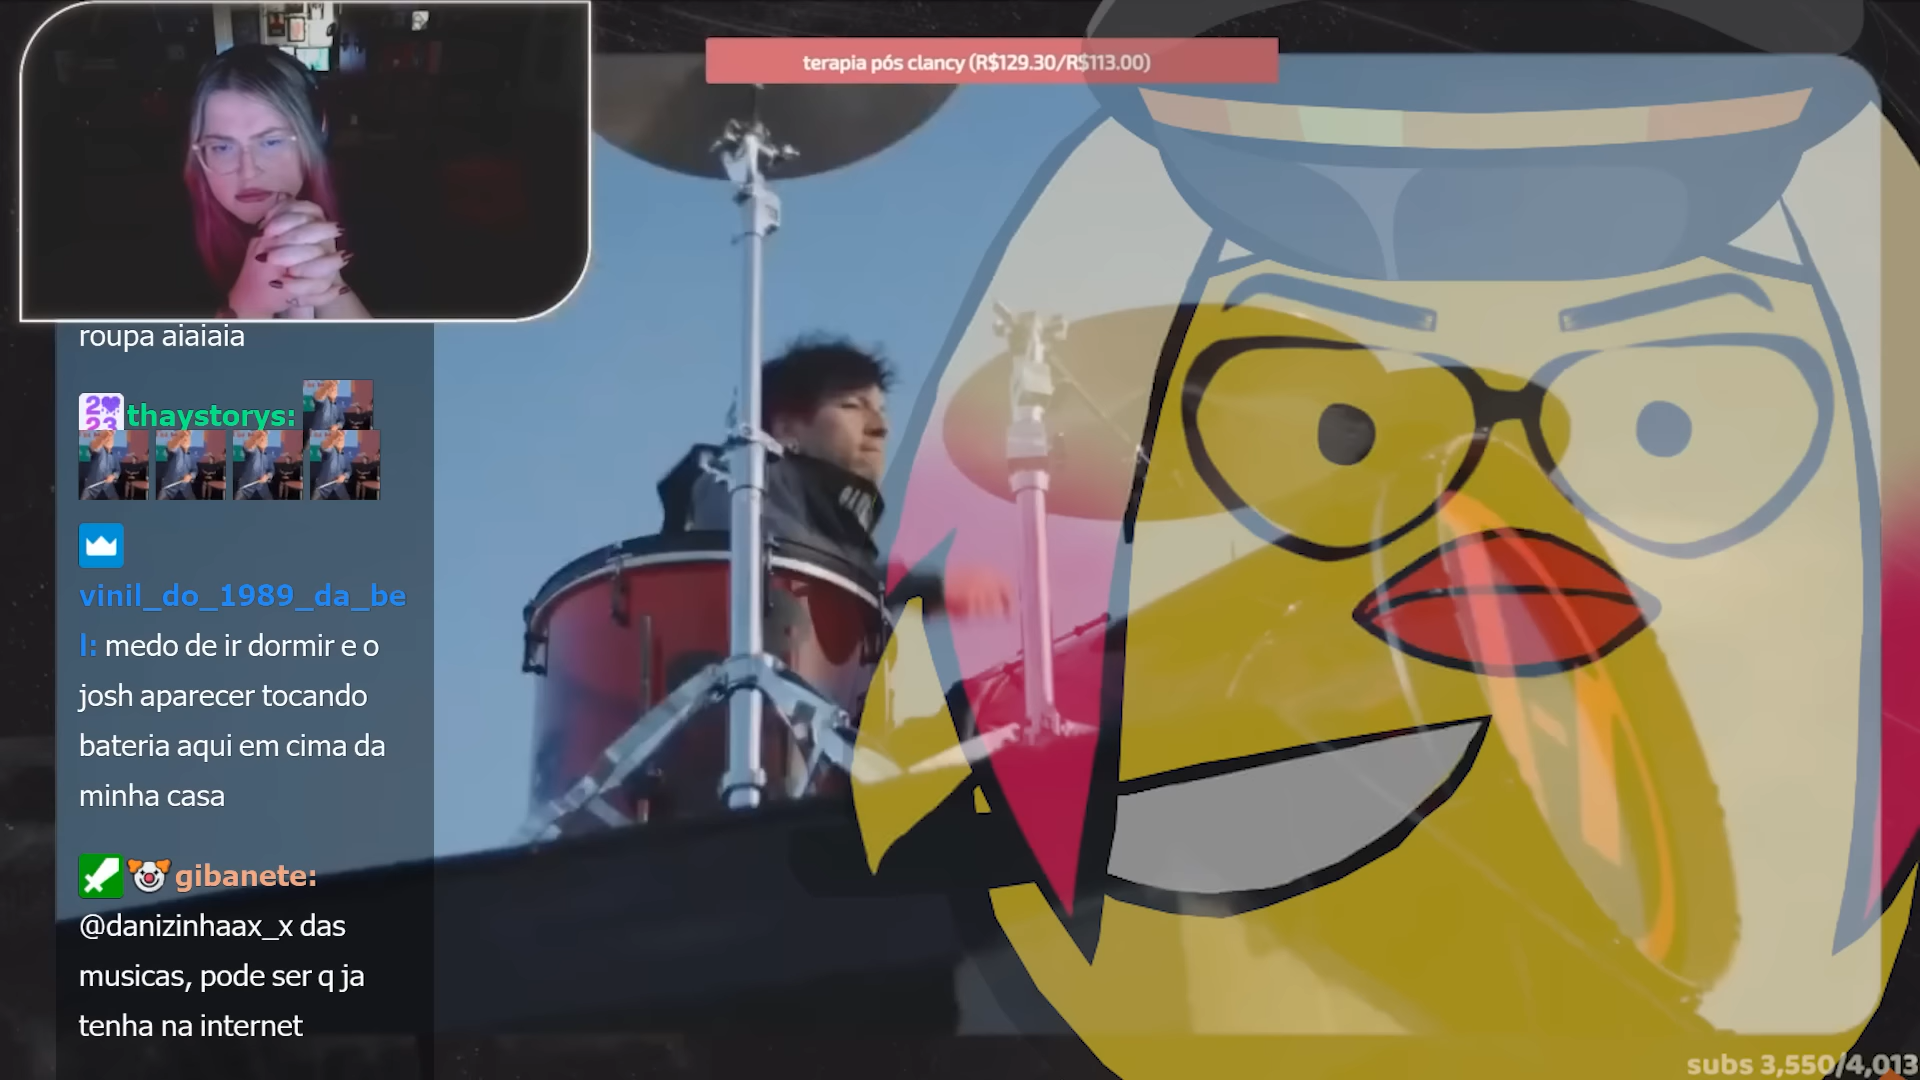 terapia pós clancy (R$129.30/R$113.00)
roupa aiaiaia
thaystorys:
vinil_do_1989_da_be
l: medo de ir dormir e o
josh aparecer tocando
bateria aqui em cima da
minha casa
gibanete:
@danizinhaax_x das
musicas, pode ser q ja
tenha na internet
subs 3,550/4,013